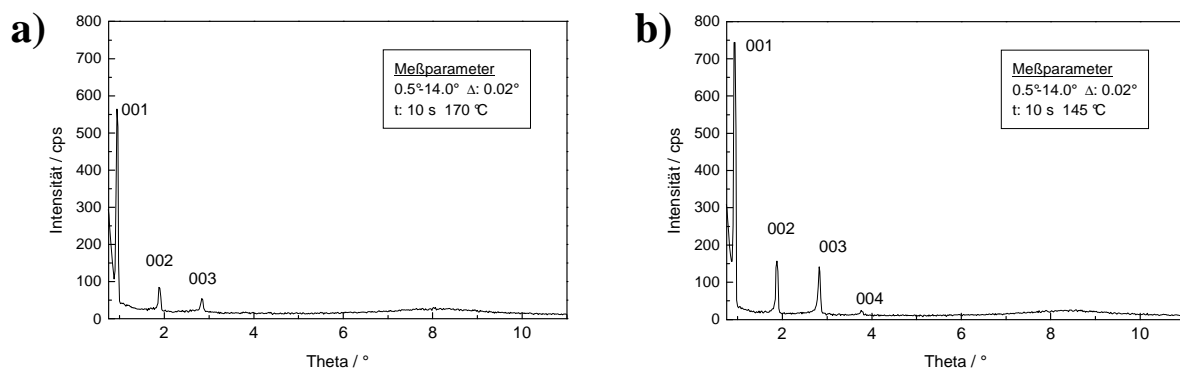 a)
800
700
600
500
400
300
200
100
0
Intensität / cps
001
002
003
Meßparameter
0.5°-14.0° Δ: 0.02°
t: 10 s 170 °C
2 4 6 8 10
Theta / °
b)
800
700
600
500
400
300
200
100
0
Intensität / cps
001
002
003
004
Meßparameter
0.5°-14.0° Δ: 0.02°
t: 10 s 145 °C
2 4 6 8 10
Theta / °